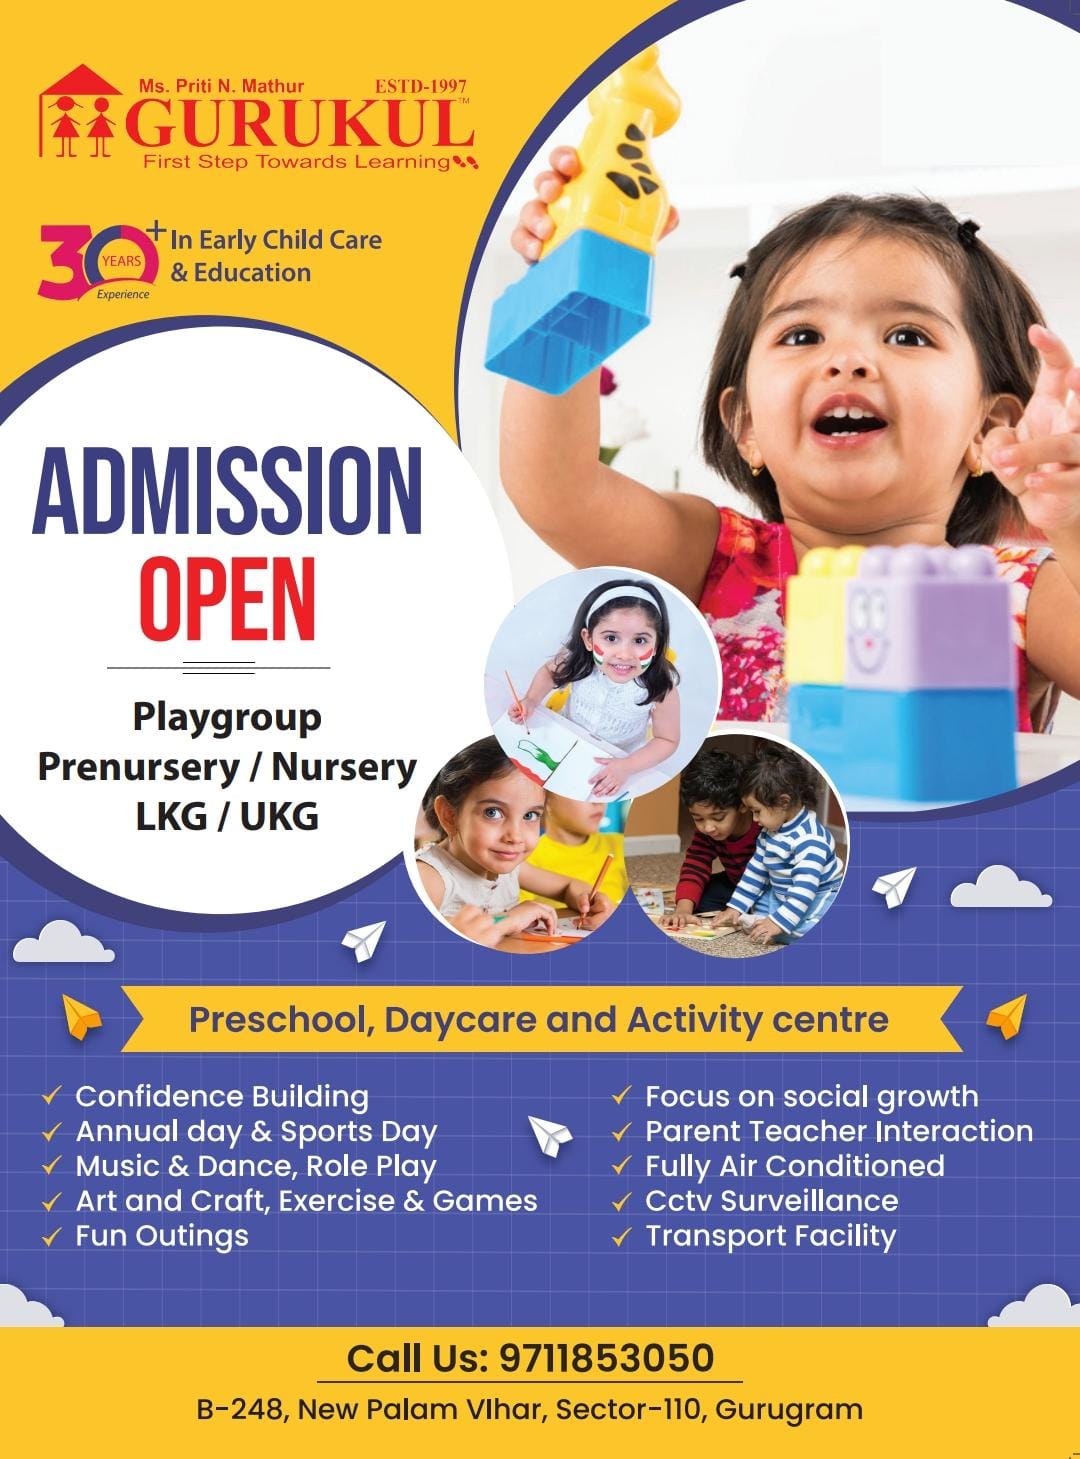 Ms. Priti N. Mathur ESTD-1997
GURUKUL™
First Step Towards Learning
30+ In Early Child Care
YEARS & Education
Experience
ADMISSION
OPEN
Playgroup
Prenursery / Nursery
LKG / UKG
Preschool, Daycare and Activity centre
Confidence Building
Annual day & Sports Day
Music & Dance, Role Play
Art and Craft, Exercise & Games
Fun Outings
Focus on social growth
Parent Teacher Interaction
Fully Air Conditioned
Cctv Surveillance
Transport Facility
Call Us: 9711853050
B-248, New Palam VIhar, Sector-110, Gurugram